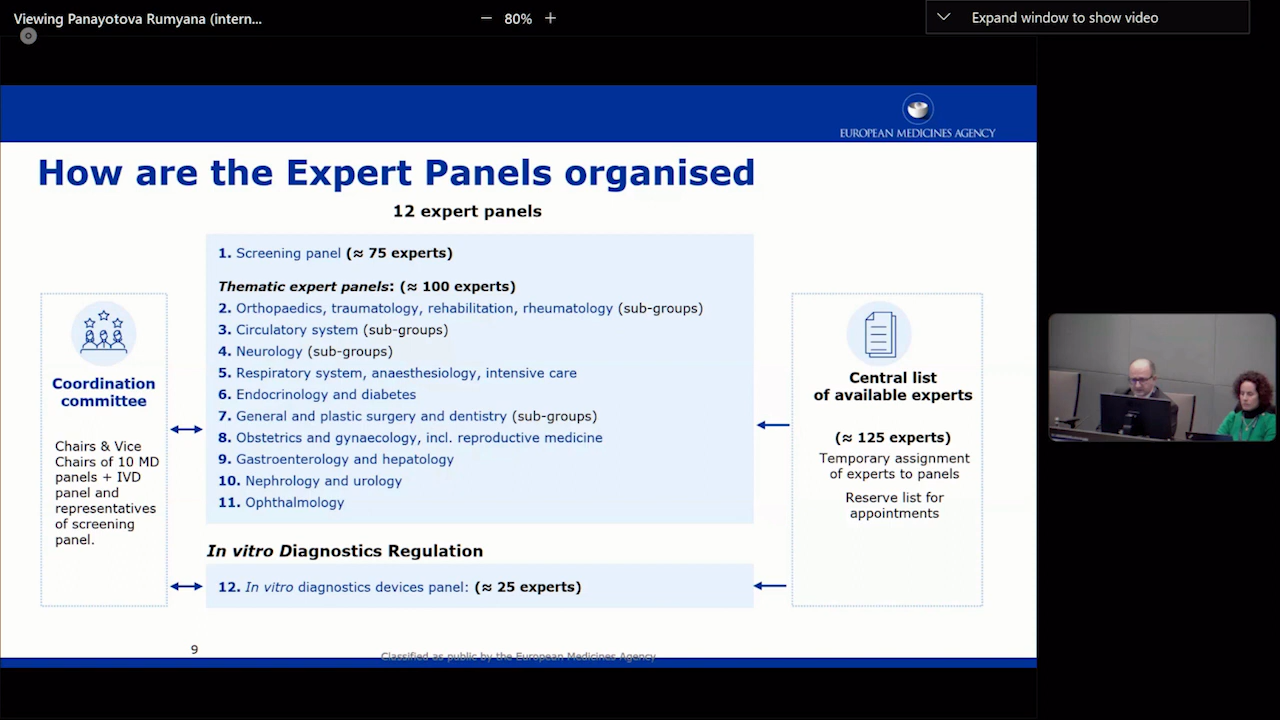 Viewing Panayotova Rumyana (intern...
80%
Expand window to show video
EUROPEAN MEDICINES AGENCY
How are the Expert Panels organised
12 expert panels
1. Screening panel (≈ 75 experts)
Thematic expert panels: (≈ 100 experts)
2. Orthopaedics, traumatology, rehabilitation, rheumatology (sub-groups)
3. Circulatory system (sub-groups)
4. Neurology (sub-groups)
5. Respiratory system, anaesthesiology, intensive care
6. Endocrinology and diabetes
7. General and plastic surgery and dentistry (sub-groups)
8. Obstetrics and gynaecology, incl. reproductive medicine
9. Gastroenterology and hepatology
10. Nephrology and urology
11. Ophthalmology
In vitro Diagnostics Regulation
12. In vitro diagnostics devices panel: (≈ 25 experts)
Coordination
committee
Chairs & Vice
Chairs of 10 MD
panels + IVD
panel and
representatives
of screening
panel.
Central list
of available experts
(≈ 125 experts)
Temporary assignment
of experts to panels
Reserve list for
appointments
9
Classified as public by the European Medicines Agency